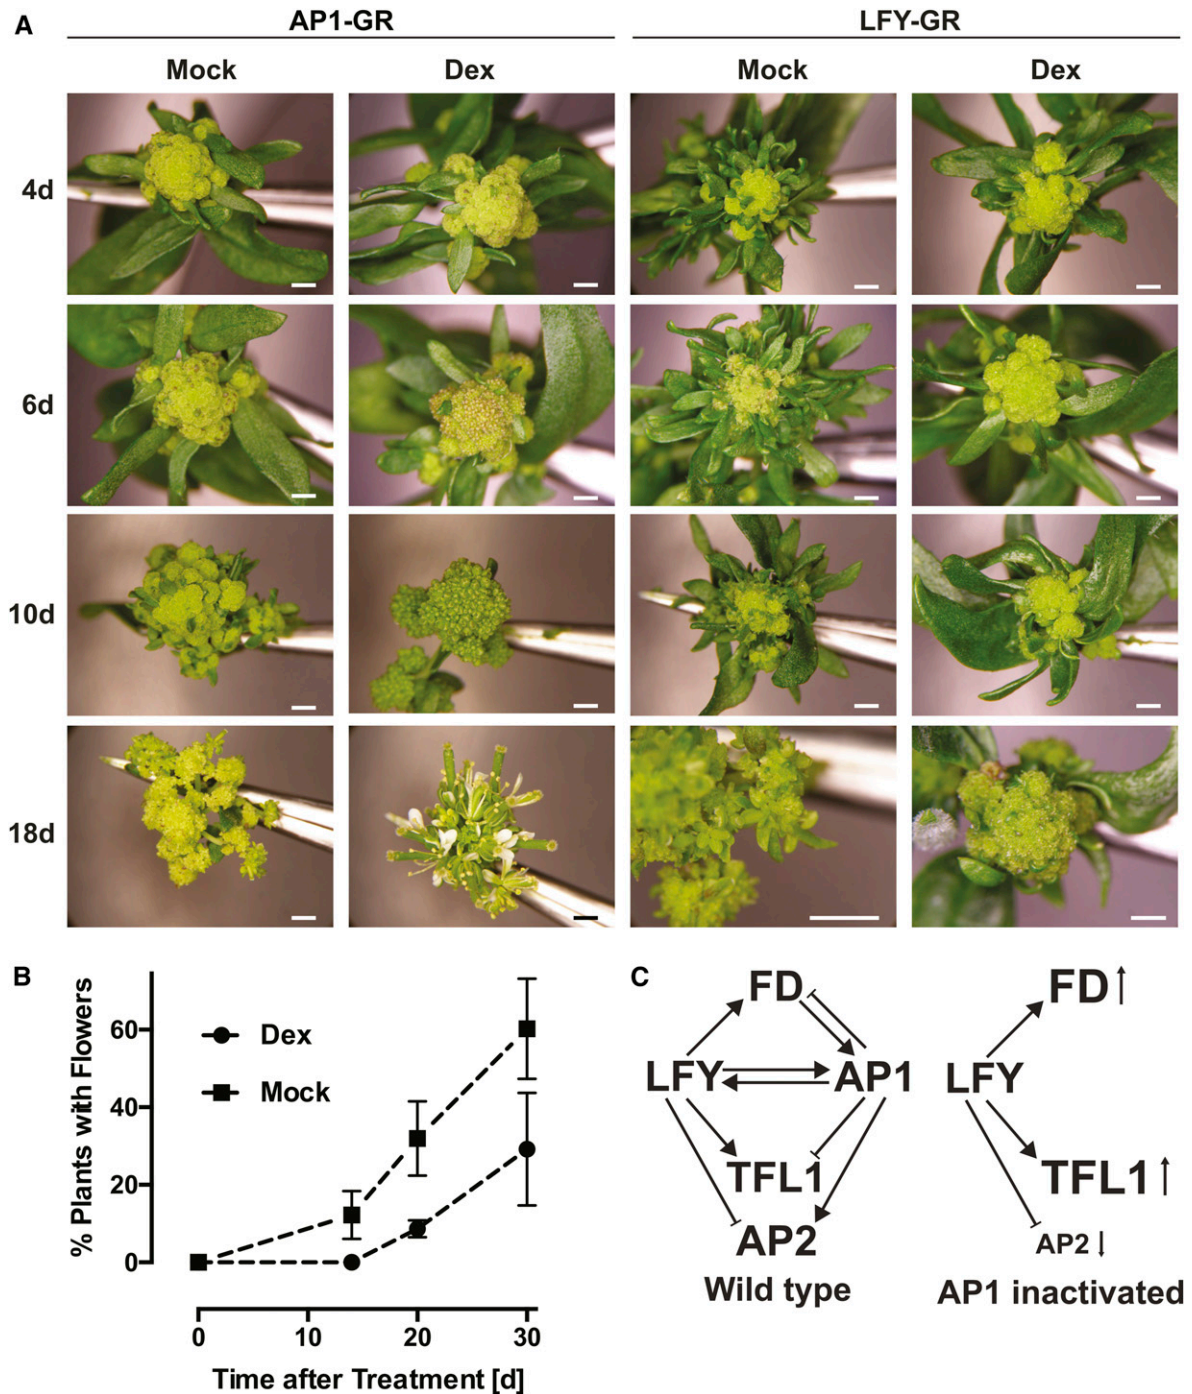 A
AP1-GR
LFY-GR
Mock
Dex
Mock
Dex
4d
6d
10d
18d
B
% Plants with Flowers
60
40
20
0
Dex
Mock
0
10
20
30
Time after Treatment [d]
C
FD
LFY
AP1
TFL1
AP2
Wild type
FD
LFY
TFL1
AP2
AP1 inactivated